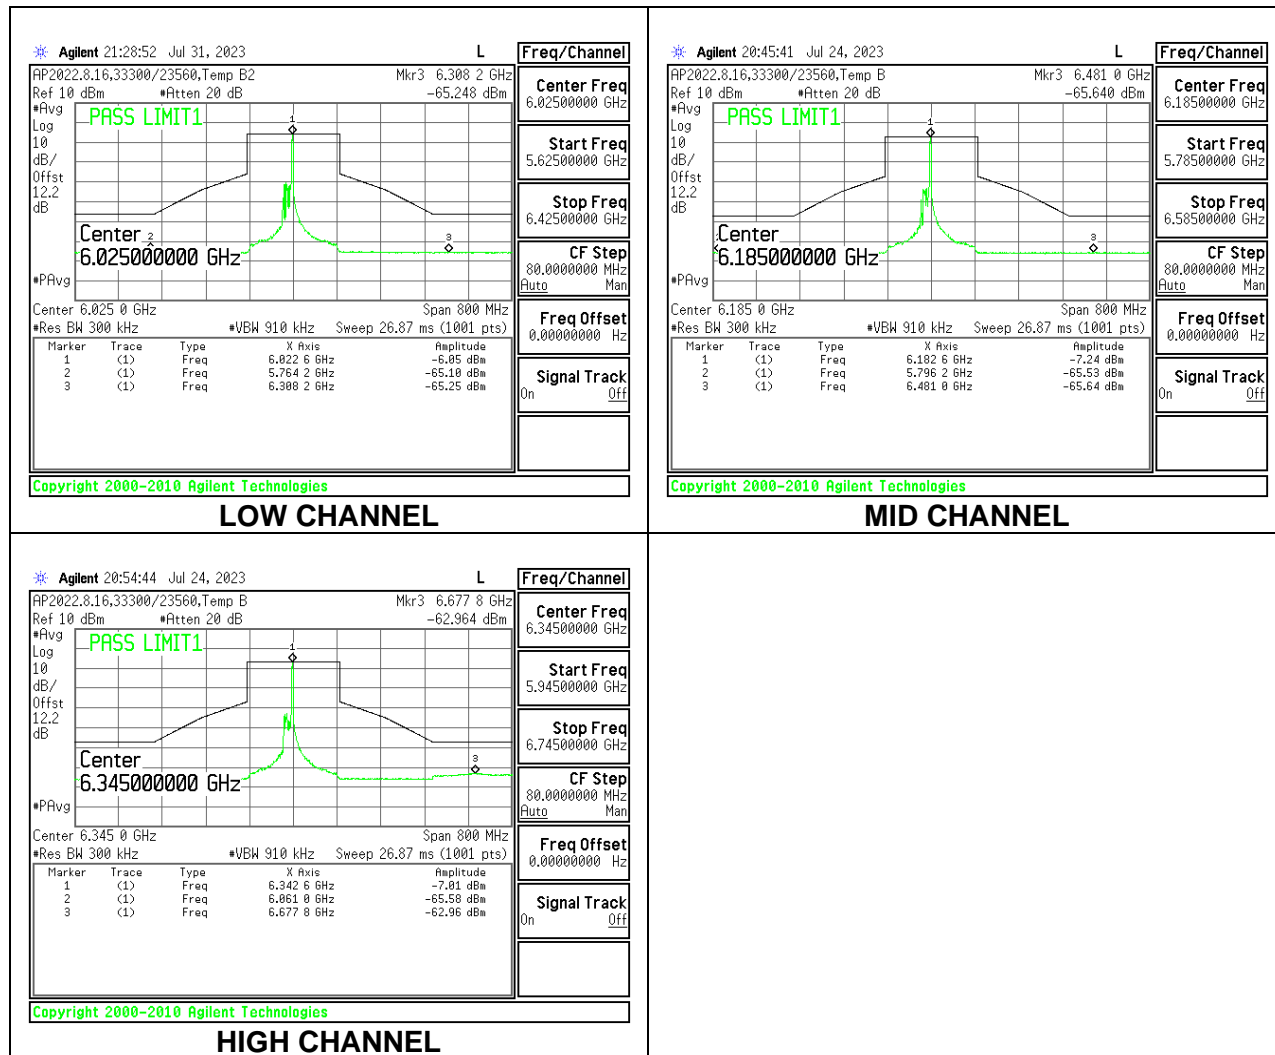 Agilent 21:28:52 Jul 31, 2023 L
Freq/Channel
AP2022.8.16,33300/23560,Temp B2 Mkr3 6.308 2 GHz
Ref 10 dBm #Atten 20 dB -65.248 dBm
#Avg
Log
10
dB/
Offst
12.2
dB
#PAvg
PASS LIMIT1
1
2
3
Center
6.025000000 GHz
Center 6.025 0 GHz Span 800 MHz
#Res BW 300 kHz #VBW 910 kHz Sweep 26.87 ms (1001 pts)
Marker Trace Type X Axis Amplitude
1 (1) Freq 6.022 6 GHz -6.05 dBm
2 (1) Freq 5.764 2 GHz -65.10 dBm
3 (1) Freq 6.308 2 GHz -65.25 dBm
Center Freq
6.02500000 GHz
Start Freq
5.62500000 GHz
Stop Freq
6.42500000 GHz
CF Step
80.0000000 MHz
Auto Man
Freq Offset
0.00000000 Hz
Signal Track
On Off
Copyright 2000-2010 Agilent Technologies
LOW CHANNEL
Agilent 20:45:41 Jul 24, 2023 L
Freq/Channel
AP2022.8.16,33300/23560,Temp B Mkr3 6.481 0 GHz
Ref 10 dBm #Atten 20 dB -65.640 dBm
#Avg
Log
10
dB/
Offst
12.2
dB
#PAvg
PASS LIMIT1
1
3
Center
6.185000000 GHz
Center 6.185 0 GHz Span 800 MHz
#Res BW 300 kHz #VBW 910 kHz Sweep 26.87 ms (1001 pts)
Marker Trace Type X Axis Amplitude
1 (1) Freq 6.182 6 GHz -7.24 dBm
2 (1) Freq 5.796 2 GHz -65.53 dBm
3 (1) Freq 6.481 0 GHz -65.64 dBm
Center Freq
6.18500000 GHz
Start Freq
5.78500000 GHz
Stop Freq
6.58500000 GHz
CF Step
80.0000000 MHz
Auto Man
Freq Offset
0.00000000 Hz
Signal Track
On Off
Copyright 2000-2010 Agilent Technologies
MID CHANNEL
Agilent 20:54:44 Jul 24, 2023 L
Freq/Channel
AP2022.8.16,33300/23560,Temp B Mkr3 6.677 8 GHz
Ref 10 dBm #Atten 20 dB -62.964 dBm
#Avg
Log
10
dB/
Offst
12.2
dB
#PAvg
PASS LIMIT1
1
3
Center
6.345000000 GHz
Center 6.345 0 GHz Span 800 MHz
#Res BW 300 kHz #VBW 910 kHz Sweep 26.87 ms (1001 pts)
Marker Trace Type X Axis Amplitude
1 (1) Freq 6.342 6 GHz -7.01 dBm
2 (1) Freq 6.061 0 GHz -65.58 dBm
3 (1) Freq 6.677 8 GHz -62.96 dBm
Center Freq
6.34500000 GHz
Start Freq
5.94500000 GHz
Stop Freq
6.74500000 GHz
CF Step
80.0000000 MHz
Auto Man
Freq Offset
0.00000000 Hz
Signal Track
On Off
Copyright 2000-2010 Agilent Technologies
HIGH CHANNEL